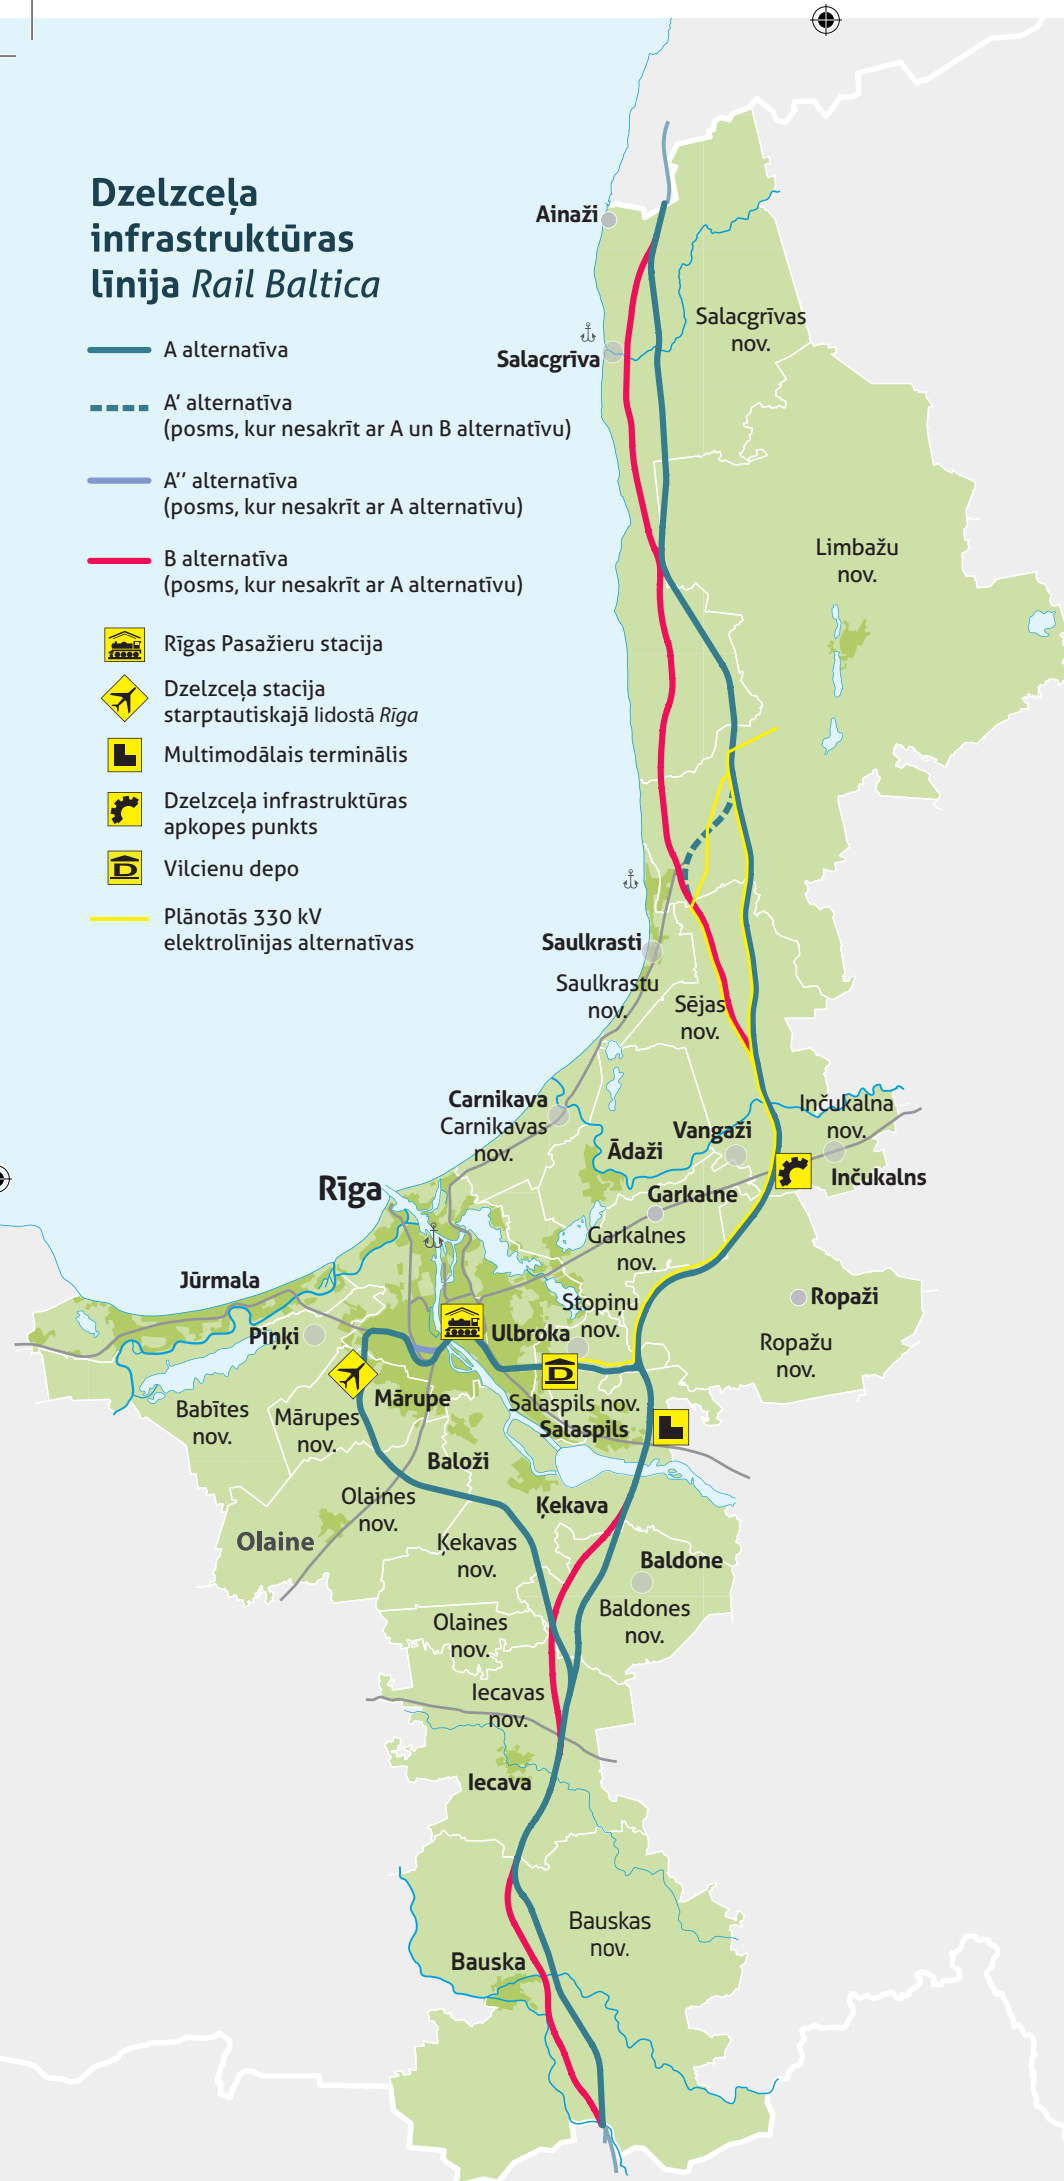 Dzelzceļa
infrastruktūras
līnija Rail Baltica
A alternatīva
A′ alternatīva
(posms, kur nesakrīt ar A un B alternatīvu)
A′′ alternatīva
(posms, kur nesakrīt ar A alternatīvu)
B alternatīva
(posms, kur nesakrīt ar A alternatīvu)
Rīgas Pasažieru stacija
Dzelzceļa stacija
starptautiskajā lidostā Rīga
Multimodālais terminālis
Dzelzceļa infrastruktūras
apkopes punkts
D
Vilcienu depo
Plānotās 330 kV
elektrolīnijas alternatīvas
Ainaži
Salacgrīvas
nov.
Salacgrīva
Limbažu
nov.
Saulkrasti
Saulkrastu
nov.
Sējas
nov.
Carnikava
Carnikavas
nov.
Inčukalna
nov.
Vangaži
Ādaži
Inčukalns
Rīga
Garkalne
Garkalnes
nov.
Jūrmala
Ropaži
Stopiņu
nov.
Piņķi
Ulbroka
Ropažu
nov.
D
Mārupe
Salaspils nov.
Babītes
nov.
Mārupes
nov.
Salaspils
Baloži
Olaines
nov.
Ķekava
Olaine
Ķekavas
nov.
Baldone
Baldones
nov.
Olaines
nov.
Iecavas
nov.
Iecava
Bauskas
nov.
Bauska